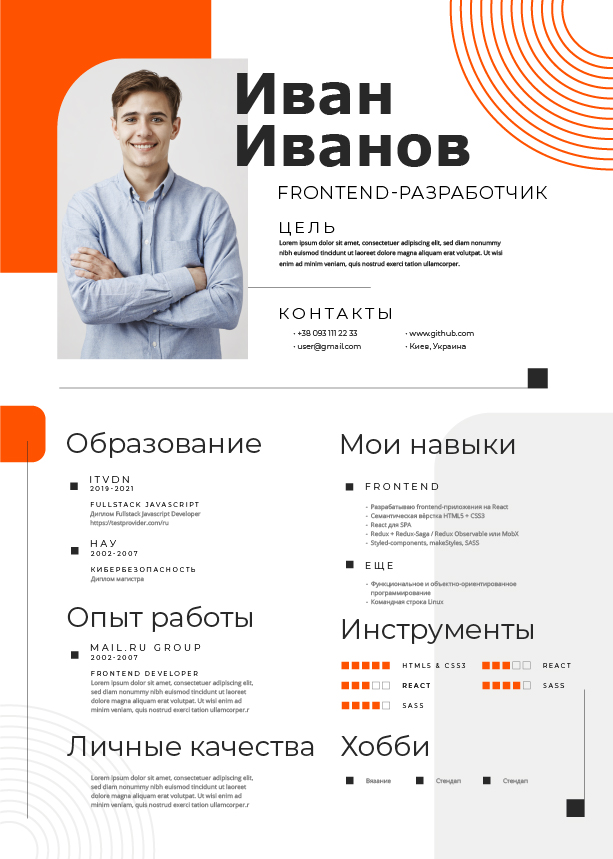 Иван
Иванов
FRONTEND-РАЗРАБОТЧИК
ЦЕЛЬ
Lorem ipsum dolor sit amet, consectetuer adipiscing elit, sed diam nonummy
nibh euismod tincidunt ut laoreet dolore magna aliquam erat volutpat. Ut wisi
enim ad minim veniam, quis nostrud exerci tation ullamcorper.
КОНТАКТЫ
· +38 093 111 22 33
· www.github.com
· user@gmail.com
· Киев, Украина
Образование
ITVDN
2019-2021
FULLSTACK JAVASCRIPT
Диплом Fullstack Javascript Developer
https://testprovider.com/ru
НАУ
2002-2007
КИБЕРБЕЗОПАСНОСТЬ
Диплом магистра
Опыт работы
MAIL.RU GROUP
2002-2007
FRONTEND DEVELOPER
Lorem ipsum dolor sit amet, consectetuer adipiscing elit,
sed diam nonummy nibh euismod tincidunt ut laoreet
dolore magna aliquam erat volutpat. Ut wisi enim ad
minim veniam, quis nostrud exerci tation ullamcorper.r
Личные качества
Lorem ipsum dolor sit amet, consectetuer adipiscing elit,
sed diam nonummy nibh euismod tincidunt ut laoreet
dolore magna aliquam erat volutpat. Ut wisi enim ad
minim veniam, quis nostrud exerci tation ullamcorper.r
Мои навыки
FRONTEND
- Разрабатываю frontend-приложения на React
- Семантическая вёрстка HTML5 + CSS3
- React для SPA
- Redux + Redux-Saga / Redux Observable или MobX
- Styled-components, makeStyles, SASS
ЕЩЕ
- Функциональное и объектно-ориентированное
программирование
- Командная строка Linux
Инструменты
HTML5 & CSS3
REACT
REACT
SASS
SASS
Хобби
Вязание
Стендап
Стендап